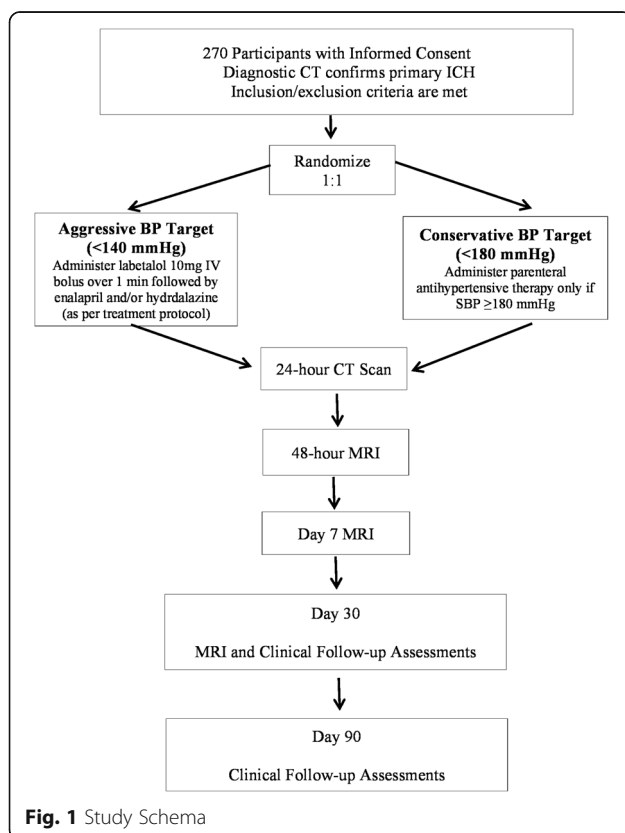 270 Participants with Informed Consent
Diagnostic CT confirms primary ICH
Inclusion/exclusion criteria are met
Randomize
1:1
Aggressive BP Target
(<140 mmHg)
Administer labetalol 10mg IV
bolus over 1 min followed by
enalapril and/or hydrdalazine
(as per treatment protocol)
Conservative BP Target
(<180 mmHg)
Administer parenteral
antihypertensive therapy only if
SBP ≥180 mmHg
24-hour CT Scan
48-hour MRI
Day 7 MRI
Day 30
MRI and Clinical Follow-up Assessments
Day 90
Clinical Follow-up Assessments
Fig. 1 Study Schema